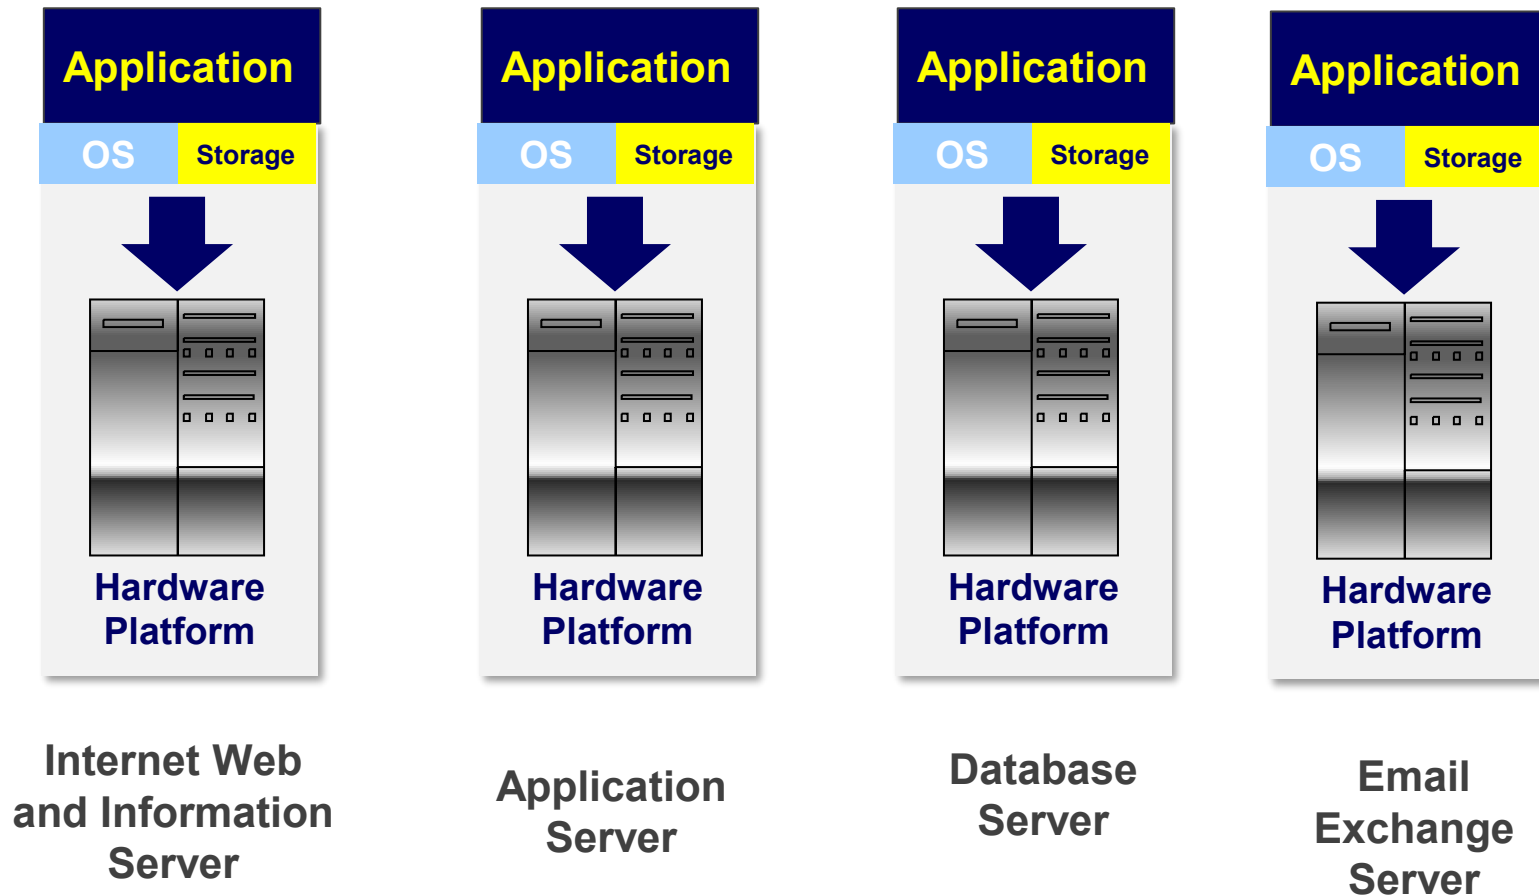 Application
OS
Storage
Hardware
Platform
Internet Web
and Information
Server
Application
OS
Storage
Hardware
Platform
Application
Server
Application
OS
Storage
Hardware
Platform
Database
Server
Application
OS
Storage
Hardware
Platform
Email
Exchange
Server